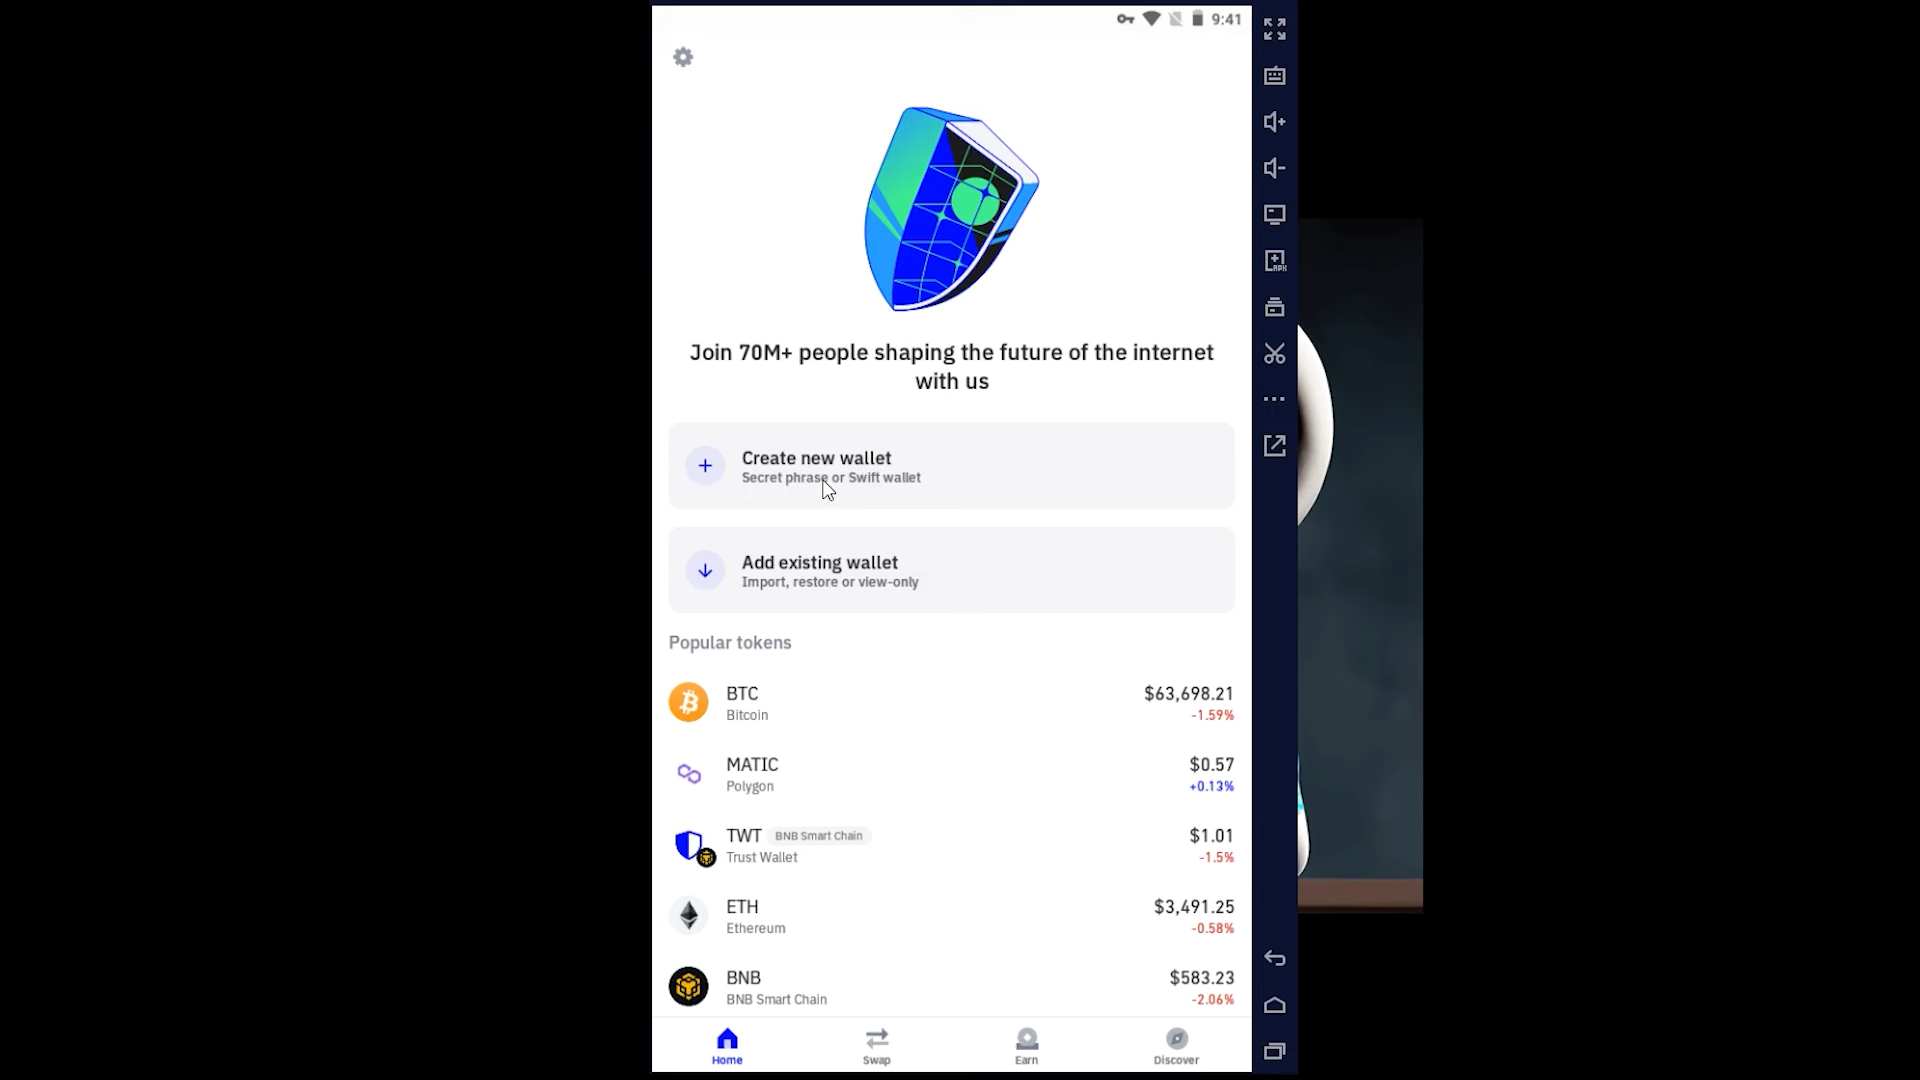 9:41
Join 70M+ people shaping the future of the internet
with us
Create new wallet
Secret phrase or Swift wallet
Add existing wallet
Import, restore or view-only
Popular tokens
BTC $63,698.21
Bitcoin -1.59%
MATIC $0.57
Polygon +0.13%
TWT BNB Smart Chain $1.01
Trust Wallet -1.5%
ETH $3,491.25
Ethereum -0.58%
BNB $583.23
BNB Smart Chain -2.06%
Home Swap Earn Discover